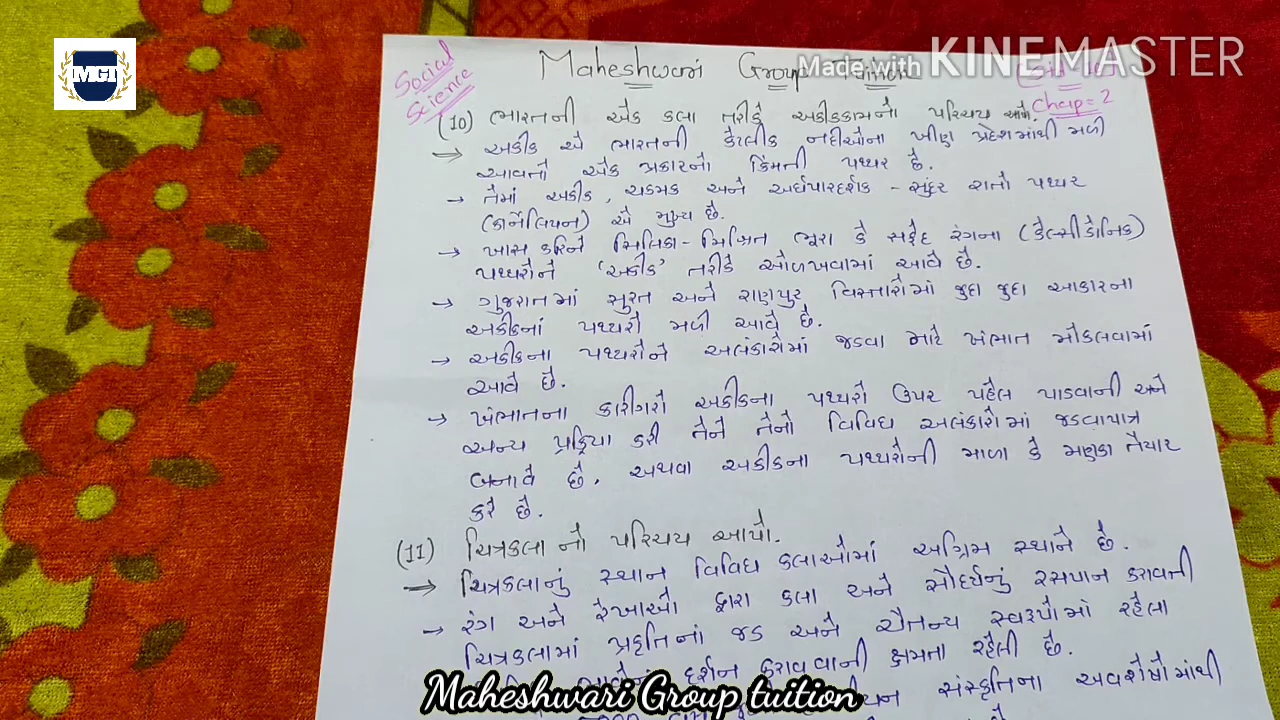 MGI
Made with KINEMASTER
Social Science
Maheshwari Group Tuition
Chap = 2
(10) ભારતની એક કલા તરીકે અકીકકામનો પરિચય આપો.
⇒ અકીક એ ભારતની કેટલીક નદીઓના ખીણ પ્રદેશમાંથી મળી
આવતો એક પ્રકારનો કિંમતી પથ્થર છે.
→ તેમાં અકીક, ચકમક અને અર્ધપારદર્શક - સુંદર રાતો પથ્થર
(કાર્નેલિયન) એ મુખ્ય છે.
→ ખાસ કરિને સિલિકા-મિશ્રિત ભૂરા કે સફેદ રંગના (કેલ્સીડોનિક)
પથ્થરોને 'અકીક' તરીકે ઓળખવામાં આવે છે.
→ ગુજરાતમાં સુરત અને રાણપુર વિસ્તારોમાં જુદા જુદા આકારના
અકીકનાં પથ્થરો મળી આવે છે.
→ અકીકના પથ્થરોને અલંકારોમાં જડવા માટે ખંભાત મોકલવામાં
આવે છે.
→ ખંભાતના કારીગરો અકીકના પથ્થરો ઉપર પહેલ પાડવાની અને
અન્ય પ્રક્રિયા કરી તેને તેનો વિવિધ અલંકારોમાં જડવાપાત્ર
બનાવે છે. અથવા અકીકના પથ્થરોની માળા કે મણકા તૈયાર
કરે છે.
(11) ચિત્રકલાનો પરિચય આપો.
⇒ ચિત્રકલાનું સ્થાન વિવિધ કલાઓમાં અગ્રિમ સ્થાને છે.
→ રંગ અને રેખાઓ દ્વારા કલા અને સૌદર્યનું રસપાન કરાવતી
ચિત્રકલામાં પ્રકૃતિનાં જડ અને ચૈતન્ય સ્વરૂપોમાં રહેલા
દર્શન કરાવવાની ક્ષમતા રહેલી છે.
સંસ્કૃતિના અવશેષોમાંથી
Maheshwari Group tuition